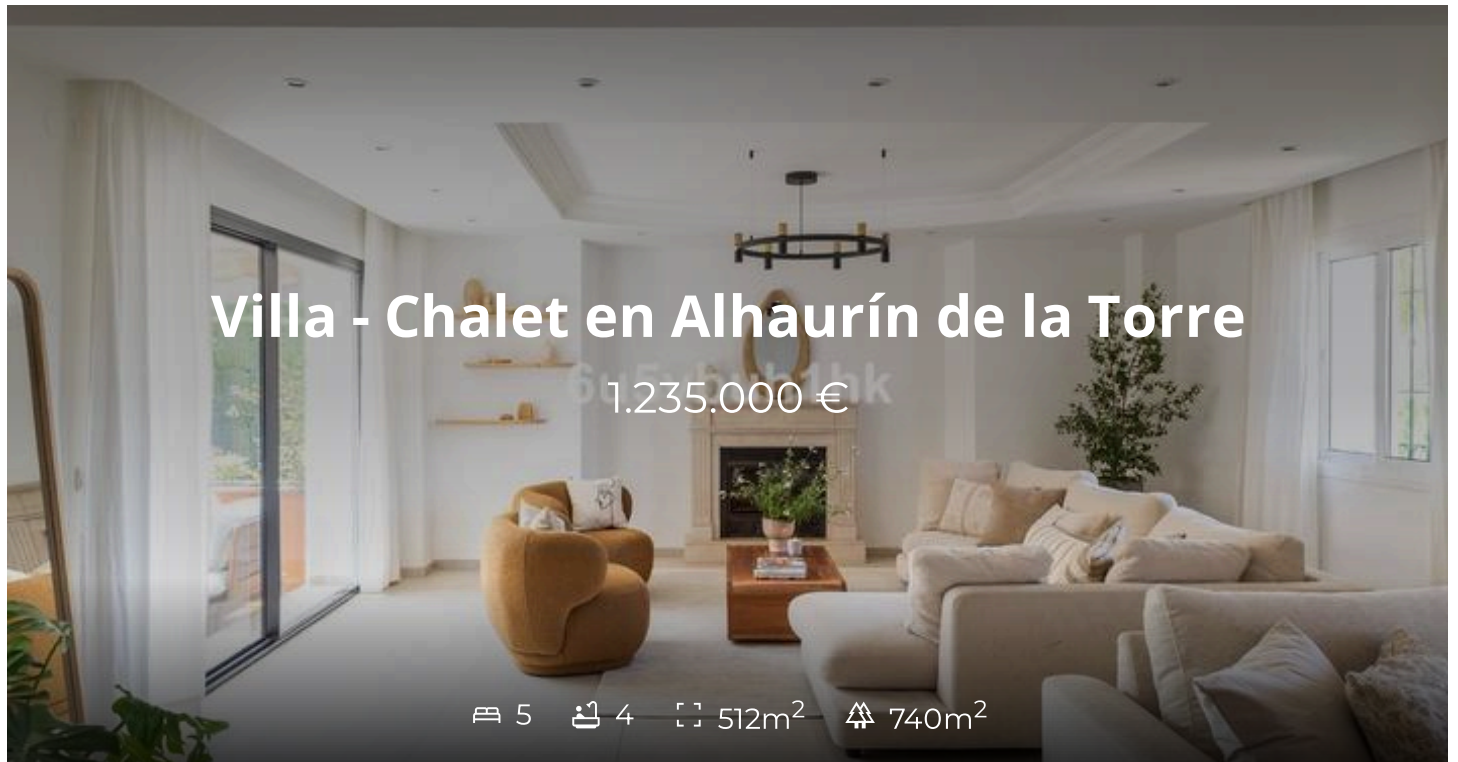 Villa - Chalet en Alhaurín de la Torre
1.235.000 €
5 4 512m² 740m²